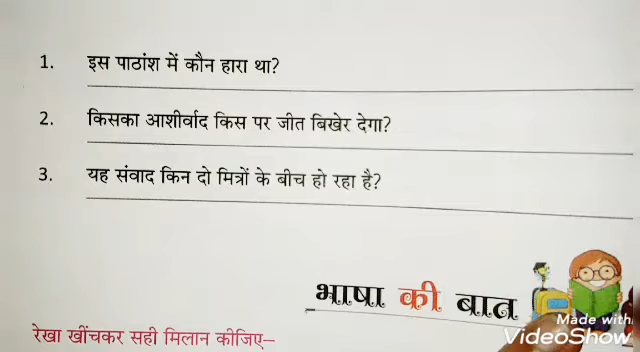 1. इस पाठांश में कौन हारा था?
2. किसका आशीर्वाद किस पर जीत बिखेर देगा?
3. यह संवाद किन दो मित्रों के बीच हो रहा है?
भाषा की बात
रेखा खींचकर सही मिलान कीजिए–
Made with
VideoShow